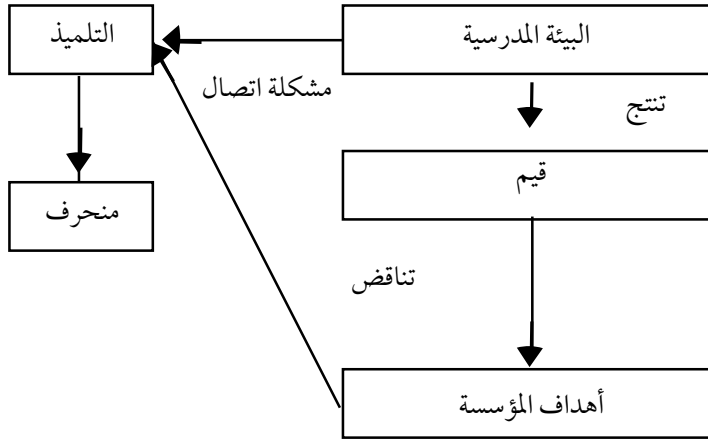 البيئة المدرسية
التلميذ
مشكلة اتصال
تنتج
قيم
منحرف
تناقض
أهداف المؤسسة